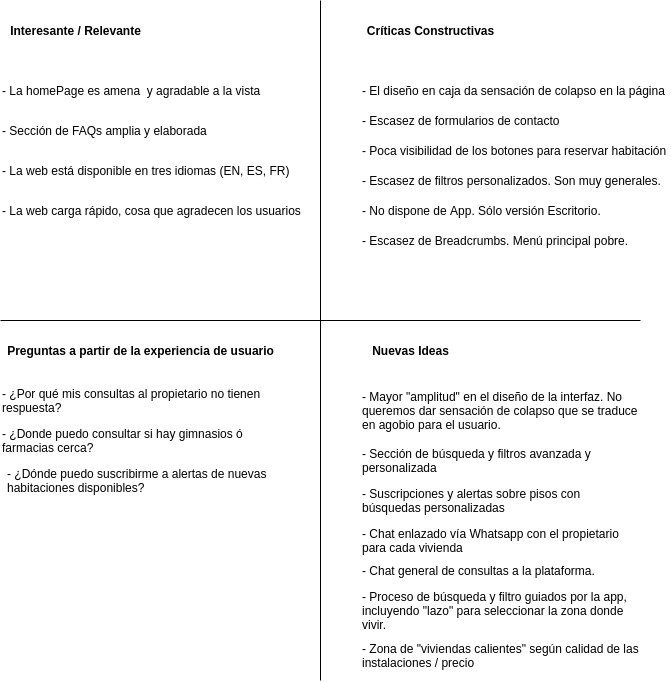 Interesante / Relevante
- La homePage es amena  y agradable a la vista
- Sección de FAQs amplia y elaborada
- La web está disponible en tres idiomas (EN, ES, FR)
- La web carga rápido, cosa que agradecen los usuarios
Críticas Constructivas
- El diseño en caja da sensación de colapso en la página
- Escasez de formularios de contacto
- Poca visibilidad de los botones para reservar habitación
- Escasez de filtros personalizados. Son muy generales.
- No dispone de App. Sólo versión Escritorio.
- Escasez de Breadcrumbs. Menú principal pobre.
Preguntas a partir de la experiencia de usuario
- ¿Por qué mis consultas al propietario no tienen
respuesta?
- ¿Donde puedo consultar si hay gimnasios ó
farmacias cerca?
- ¿Dónde puedo suscribirme a alertas de nuevas
habitaciones disponibles?
Nuevas Ideas
- Mayor "amplitud" en el diseño de la interfaz. No
queremos dar sensación de colapso que se traduce
en agobio para el usuario.
- Sección de búsqueda y filtros avanzada y
personalizada
- Suscripciones y alertas sobre pisos con
búsquedas personalizadas
- Chat enlazado vía Whatsapp con el propietario
para cada vivienda
- Chat general de consultas a la plataforma.
- Proceso de búsqueda y filtro guiados por la app,
incluyendo "lazo" para seleccionar la zona donde
vivir.
- Zona de "viviendas calientes" según calidad de las
instalaciones / precio